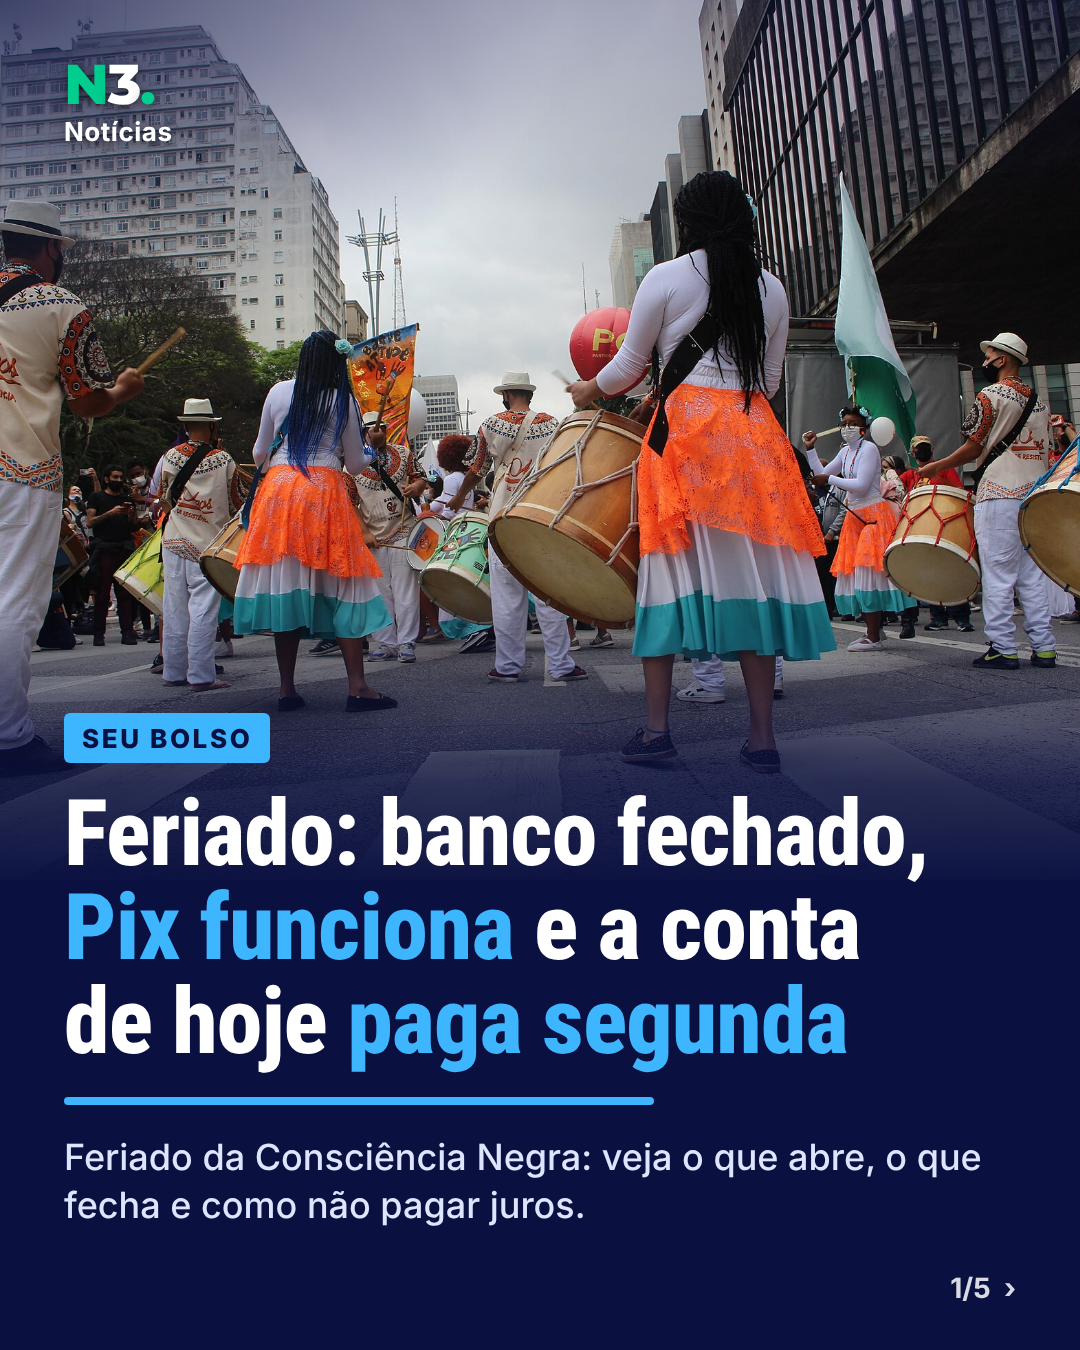 N3.
Notícias
SEU BOLSO
Feriado: banco fechado,
Pix funciona e a conta
de hoje paga segunda
Feriado da Consciência Negra: veja o que abre, o que
fecha e como não pagar juros.
1/5 ›